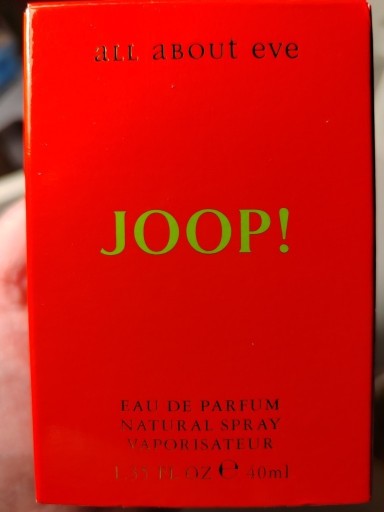 all about eve
JOOP!
EAU DE PARFUM
NATURAL SPRAY
VAPORISATEUR
1.35 FL OZ ℮ 40ml